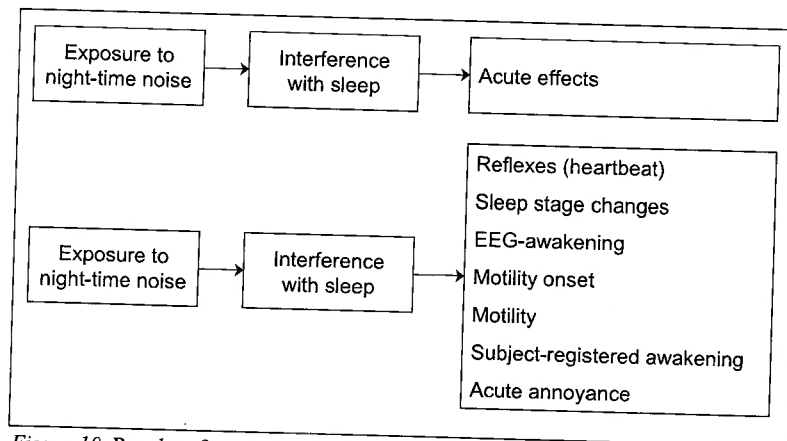 Exposure to
night-time noise
Interference
with sleep
Acute effects
Exposure to
night-time noise
Interference
with sleep
Reflexes (heartbeat)
Sleep stage changes
EEG-awakening
Motility onset
Motility
Subject-registered awakening
Acute annoyance